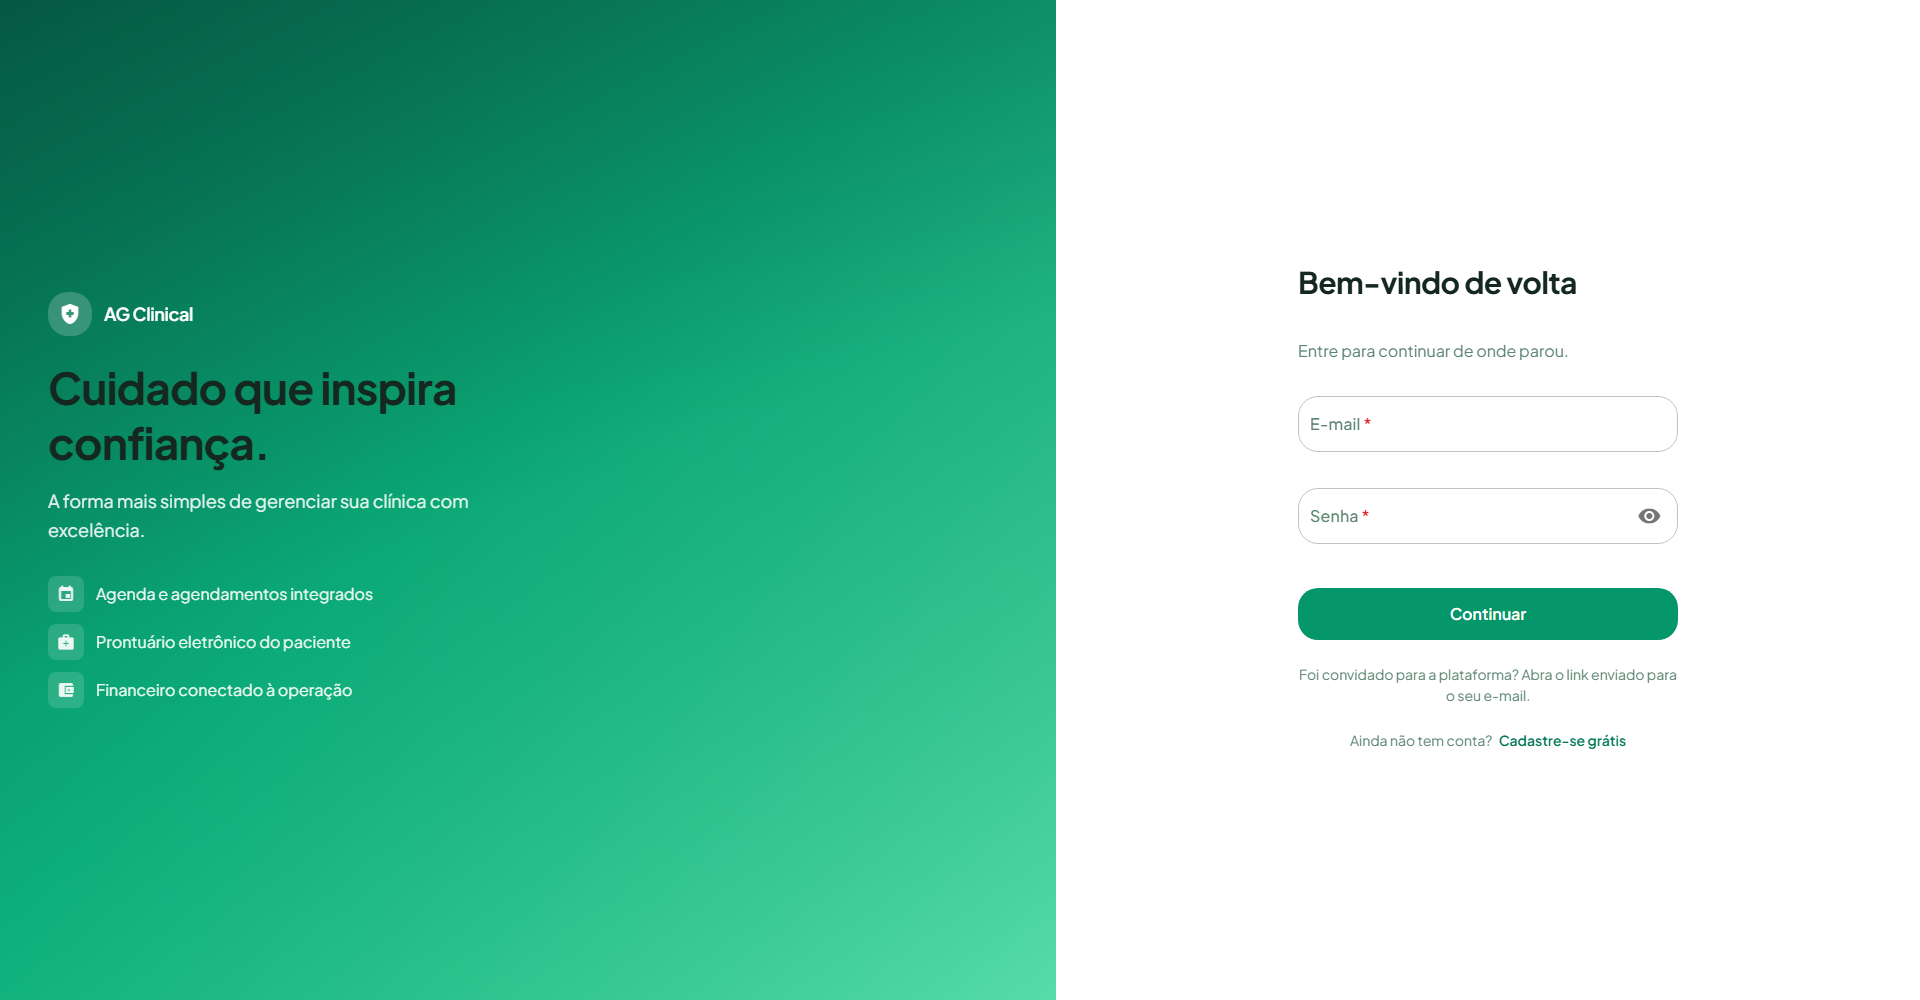 AG Clinical
Cuidado que inspira
confiança.
A forma mais simples de gerenciar sua clínica com
excelência.
Agenda e agendamentos integrados
Prontuário eletrônico do paciente
Financeiro conectado à operação
Bem-vindo de volta
Entre para continuar de onde parou.
E-mail *
Senha *
Continuar
Foi convidado para a plataforma? Abra o link enviado para
o seu e-mail.
Ainda não tem conta? Cadastre-se grátis